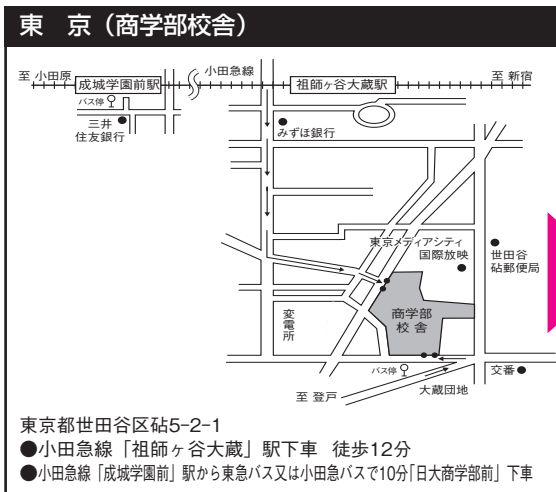 東 京（商学部校舎）
至 小田原
成城学園前駅
小田急線
祖師ヶ谷大蔵駅
至 新宿
バス停
三井
住友銀行
みずほ銀行
東京メディアシティ
国際放映
世田谷
砧郵便局
商学部
校 舎
変
電
所
バス停
交番
至 登戸
大蔵団地
東京都世田谷区砧5-2-1
●小田急線「祖師ヶ谷大蔵」駅下車 徒歩12分
●小田急線「成城学園前」駅から東急バス又は小田急バスで10分「日大商学部前」下車